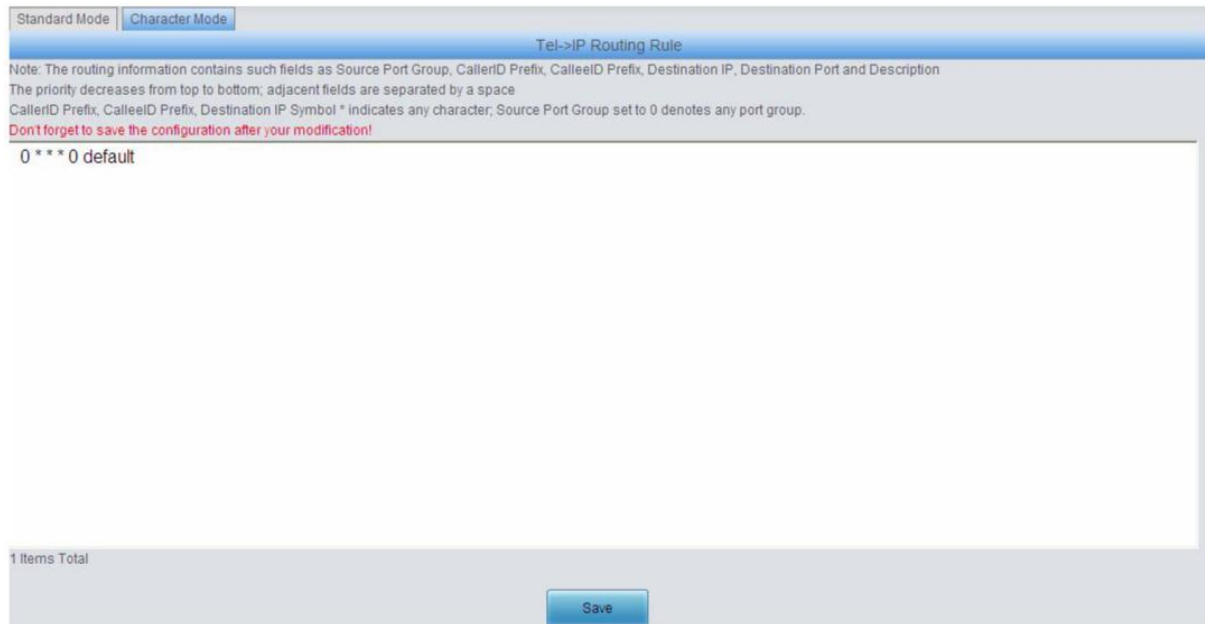 Standard Mode Character Mode
Tel->IP Routing Rule
Note: The routing information contains such fields as Source Port Group, CallerID Prefix, CalleeID Prefix, Destination IP, Destination Port and Description
The priority decreases from top to bottom; adjacent fields are separated by a space
CallerID Prefix, CalleeID Prefix, Destination IP Symbol * indicates any character; Source Port Group set to 0 denotes any port group.
Don't forget to save the configuration after your modification!
0 * * * 0 default
1 Items Total
Save